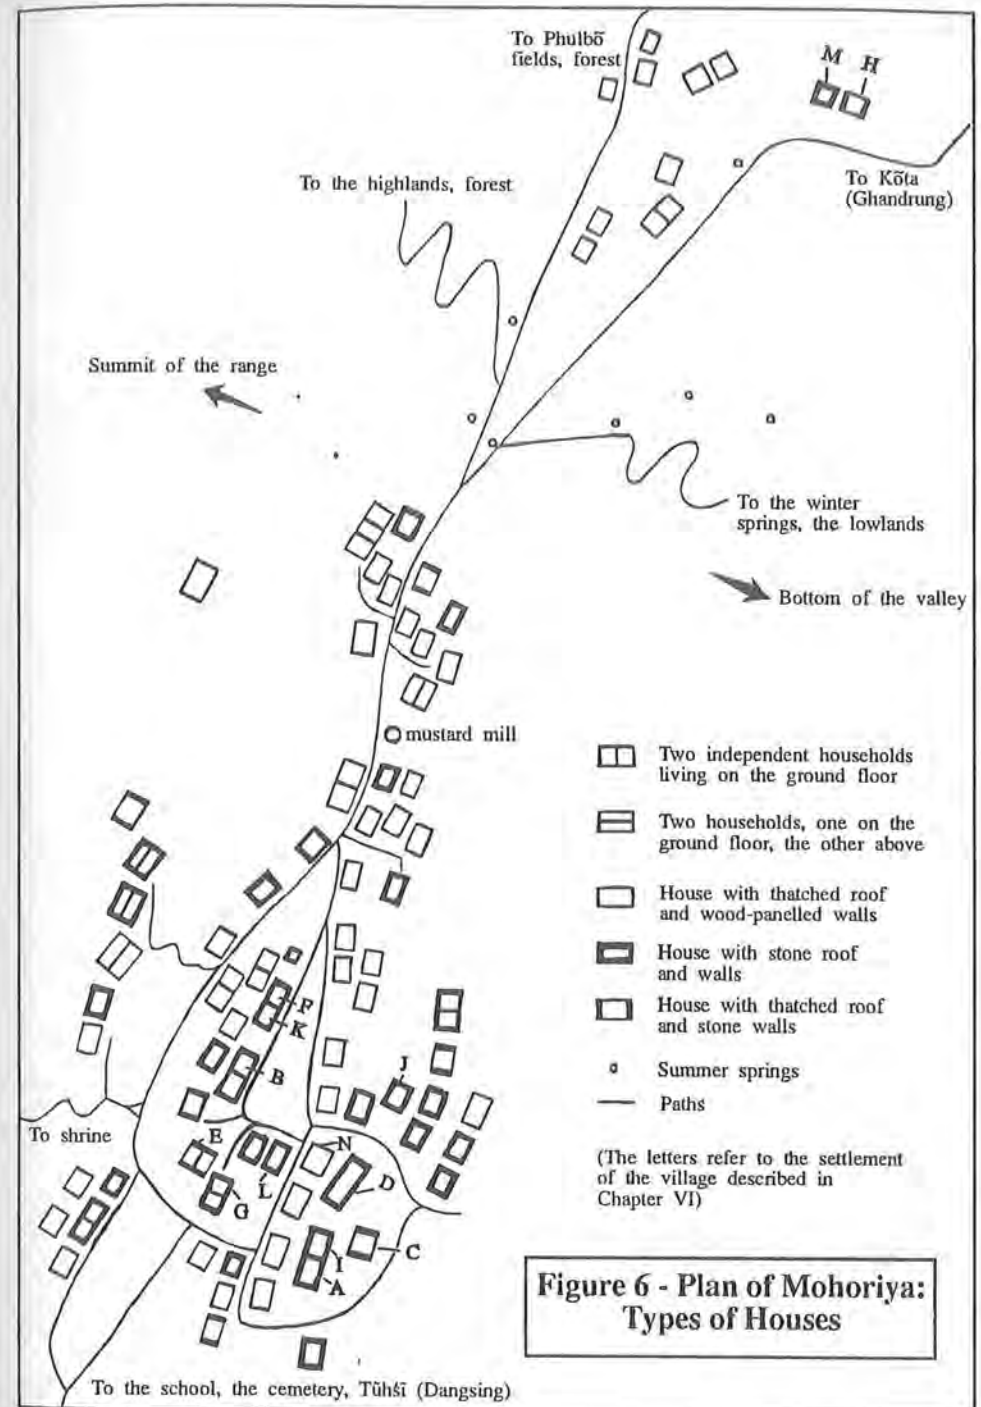 To Phulbõ
fields, forest
M H
To the highlands, forest
To Kõta
(Ghandrung)
Summit of the range
To the winter
springs, the lowlands
Bottom of the valley
mustard mill
Two independent households
living on the ground floor
Two households, one on the
ground floor, the other above
House with thatched roof
and wood-panelled walls
House with stone roof
and walls
House with thatched roof
and stone walls
Summer springs
Paths
(The letters refer to the settlement
of the village described in
Chapter VI)
F
K
B
J
To shrine
E
N
L
D
G
C
I
A
Figure 6 - Plan of Mohoriya:
Types of Houses
To the school, the cemetery, Tũhśĩ (Dangsing)